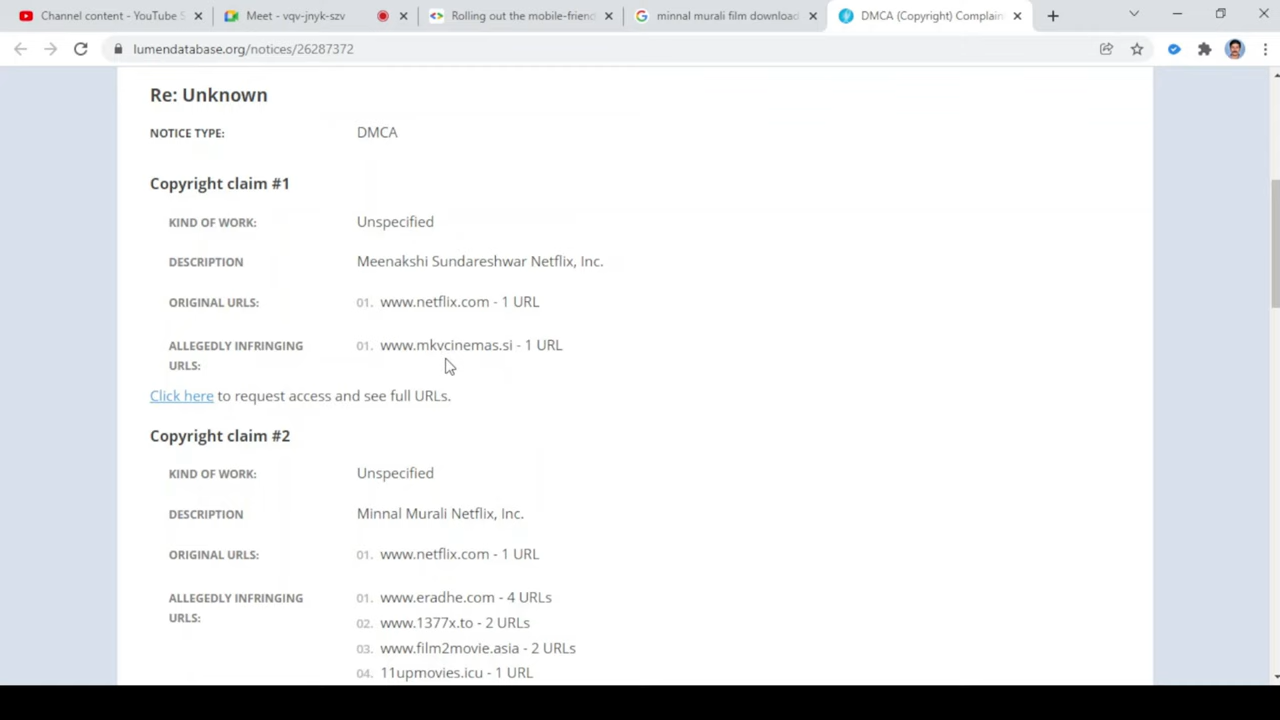 Channel content - YouTube S
Meet - vqv-jnyk-szv
Rolling out the mobile-friend
minnal murali film download
DMCA (Copyright) Complain
lumendatabase.org/notices/26287372
Re: Unknown
NOTICE TYPE: DMCA
Copyright claim #1
KIND OF WORK: Unspecified
DESCRIPTION Meenakshi Sundareshwar Netflix, Inc.
ORIGINAL URLS: 01. www.netflix.com - 1 URL
ALLEGEDLY INFRINGING URLS: 01. www.mkvcinemas.si - 1 URL
Click here to request access and see full URLs.
Copyright claim #2
KIND OF WORK: Unspecified
DESCRIPTION Minnal Murali Netflix, Inc.
ORIGINAL URLS: 01. www.netflix.com - 1 URL
ALLEGEDLY INFRINGING URLS: 01. www.eradhe.com - 4 URLs
02. www.1377x.to - 2 URLs
03. www.film2movie.asia - 2 URLs
04. 11upmovies.icu - 1 URL